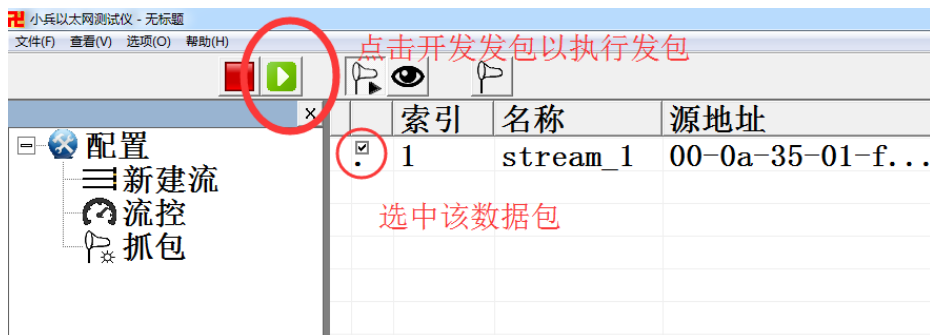 小兵以太网测试仪 - 无标题
文件(F) 查看(V) 选项(O) 帮助(H)
点击开发发包以执行发包
x
索引 名称 源地址
配置
1 stream_1 00-0a-35-01-f...
新建流
流控
选中该数据包
抓包